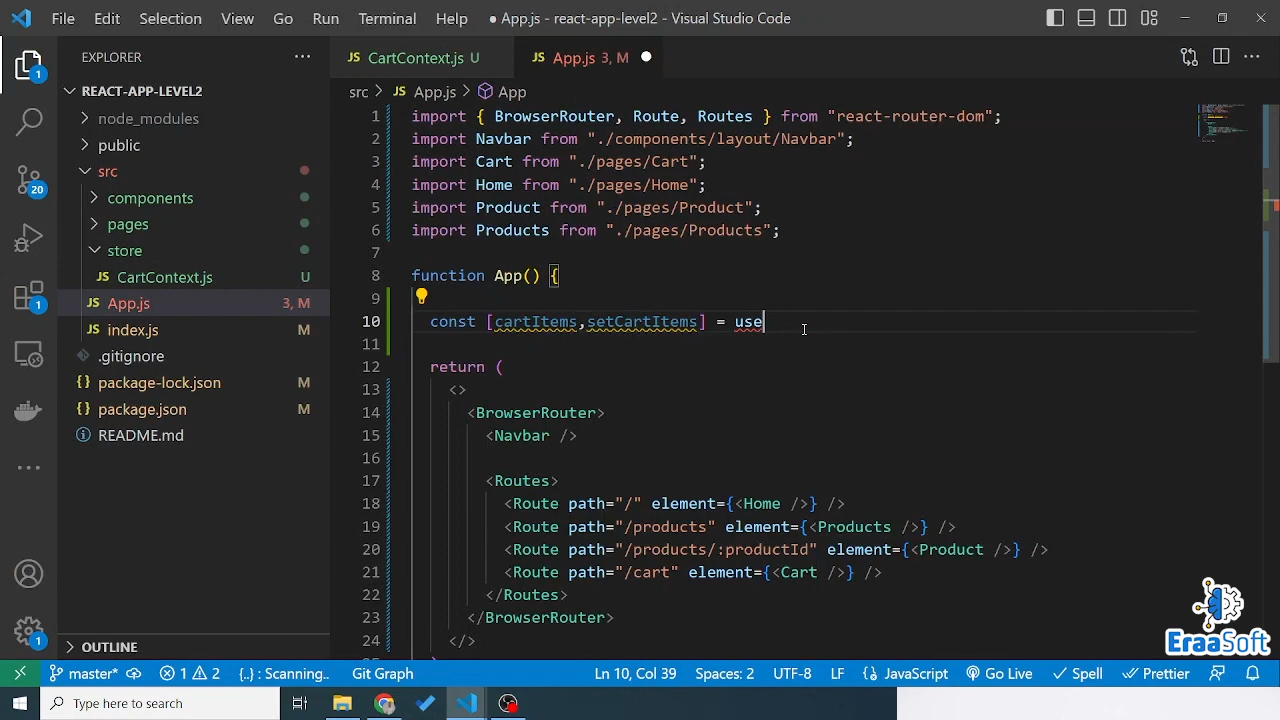 File Edit Selection View Go Run Terminal Help
● App.js - react-app-level2 - Visual Studio Code
EXPLORER
REACT-APP-LEVEL2
node_modules
public
src
components
pages
store
CartContext.js U
App.js 3, M
index.js M
.gitignore
package-lock.json M
package.json M
README.md
OUTLINE
1
20
1
1
JS CartContext.js U
JS App.js 3, M
src > JS App.js > App
1 import { BrowserRouter, Route, Routes } from "react-router-dom";
2 import Navbar from "./components/layout/Navbar";
3 import Cart from "./pages/Cart";
4 import Home from "./pages/Home";
5 import Product from "./pages/Product";
6 import Products from "./pages/Products";
7
8 function App() {
9
10 const [cartItems,setCartItems] = use
11
12 return (
13 <>
14 <BrowserRouter>
15 <Navbar />
16
17 <Routes>
18 <Route path="/" element={<Home />} />
19 <Route path="/products" element={<Products />} />
20 <Route path="/products/:productId" element={<Product />} />
21 <Route path="/cart" element={<Cart />} />
22 </Routes>
23 </BrowserRouter>
24 </>
EraaSoft
master* 1 2 {..} : Scanning.. Git Graph Ln 10, Col 39 Spaces: 2 UTF-8 LF JavaScript Go Live Spell Prettier
Type here to search